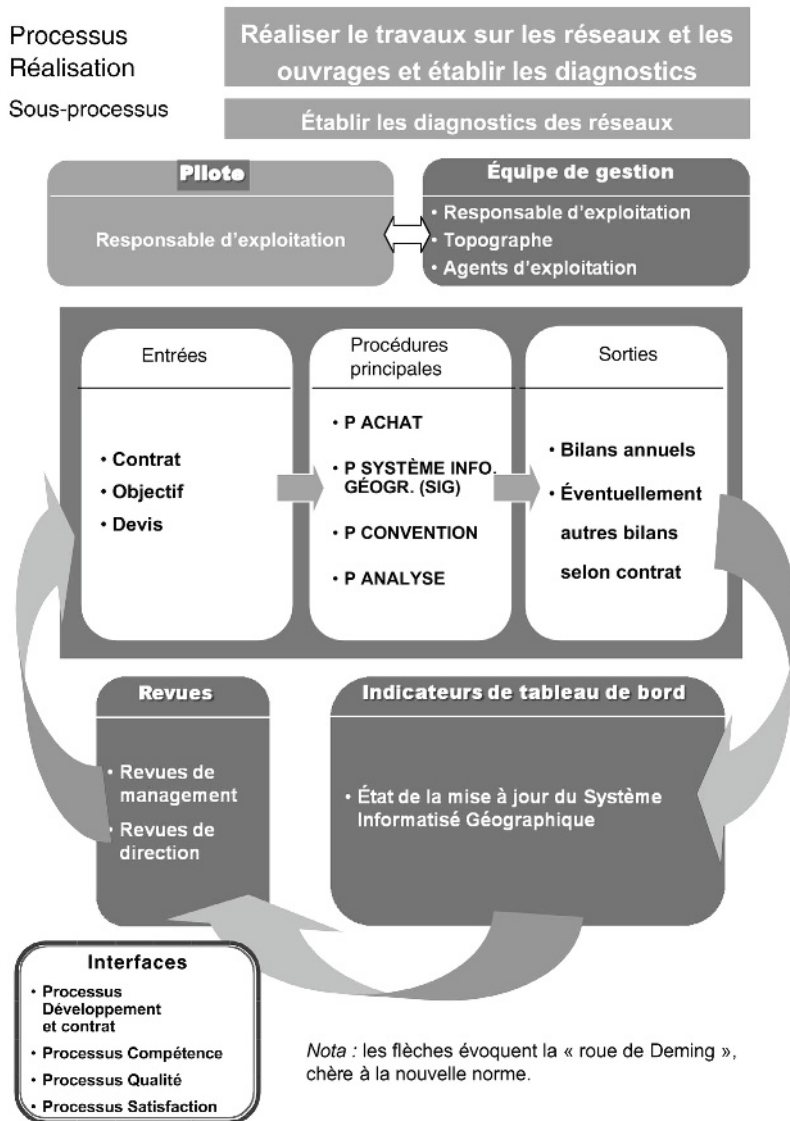 Processus
Réalisation
Réaliser le travaux sur les réseaux et les
ouvrages et établir les diagnostics
Sous-processus
Établir les diagnostics des réseaux
Pilote
Responsable d'exploitation
Équipe de gestion
• Responsable d'exploitation
• Topographe
• Agents d'exploitation
Entrées
• Contrat
• Objectif
• Devis
Procédures
principales
• P ACHAT
• P SYSTÈME INFO.
GÉOGR. (SIG)
• P CONVENTION
• P ANALYSE
Sorties
• Bilans annuels
• Éventuellement
autres bilans
selon contrat
Revues
• Revues de
management
• Revues de
direction
Indicateurs de tableau de bord
• État de la mise à jour du Système
Informatisé Géographique
Interfaces
• Processus
Développement
et contrat
• Processus Compétence
• Processus Qualité
• Processus Satisfaction
Nota : les flèches évoquent la « roue de Deming »,
chère à la nouvelle norme.